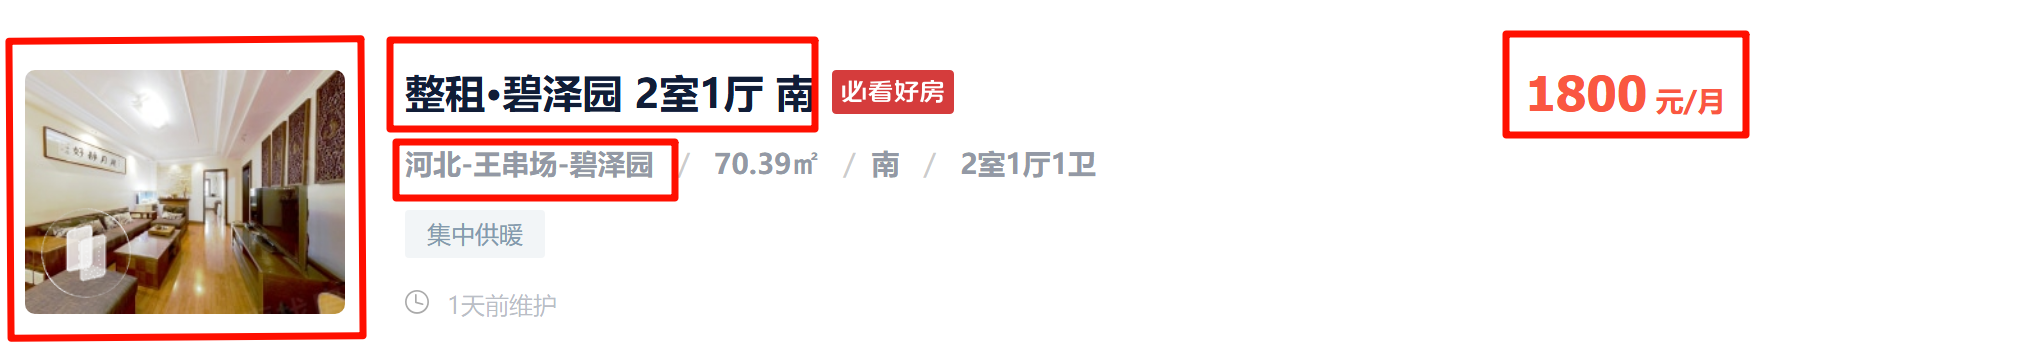 整租·碧泽园 2室1厅 南 必看好房
1800 元/月
河北-王串场-碧泽园 / 70.39㎡ / 南 / 2室1厅1卫
集中供暖
1天前维护